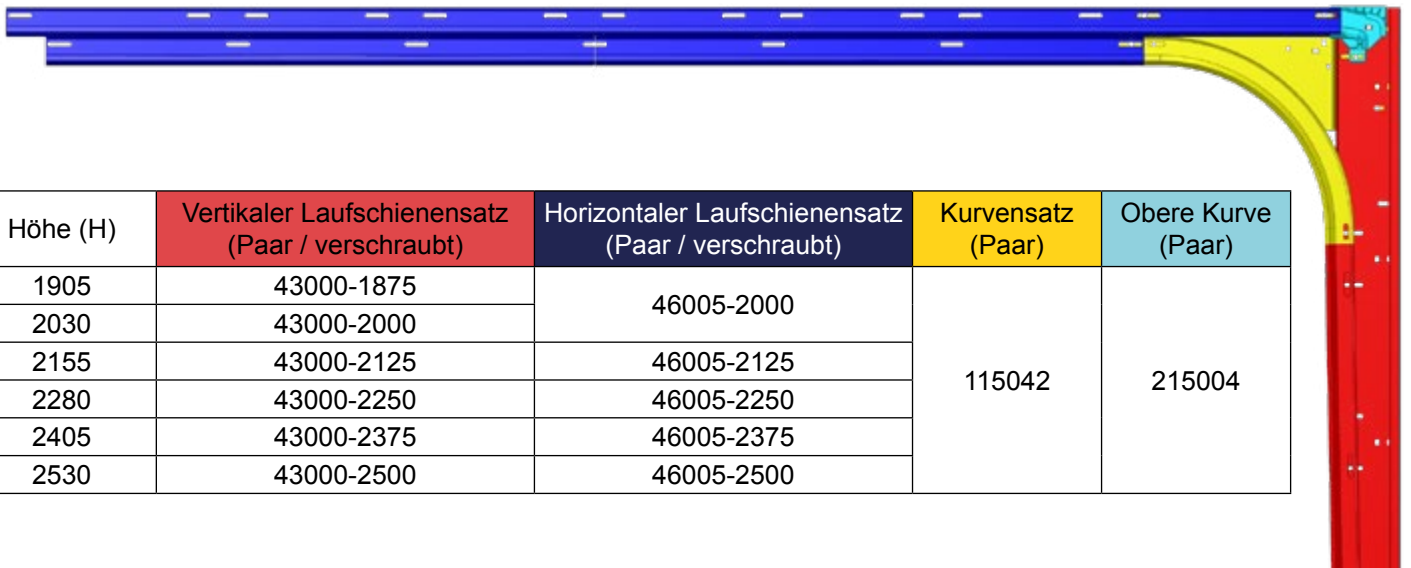 Höhe (H) Vertikaler Laufschienensatz (Paar / verschraubt) Horizontaler Laufschienensatz (Paar / verschraubt) Kurvensatz (Paar) Obere Kurve (Paar)
1905 43000-1875 46005-2000 115042 215004
2030 43000-2000
2155 43000-2125 46005-2125
2280 43000-2250 46005-2250
2405 43000-2375 46005-2375
2530 43000-2500 46005-2500